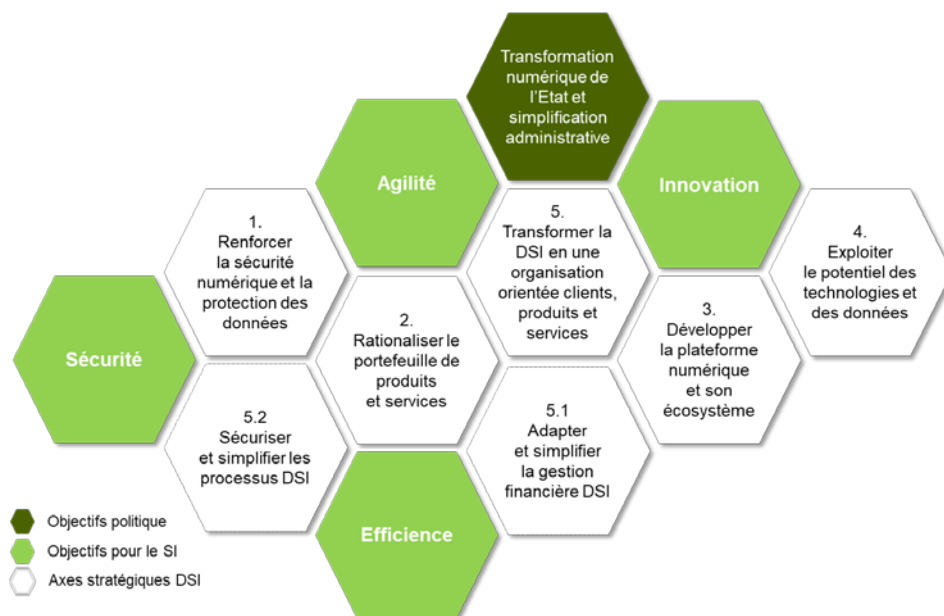 Transformation
numérique de
l'Etat et
simplification
administrative
Agilité
Innovation
1.
Renforcer
la sécurité
numérique et la
protection des
données
5.
Transformer la
DSI en une
organisation
orientée clients,
produits et
services
4.
Exploiter
le potentiel des
technologies et
des données
Sécurité
2.
Rationaliser le
portefeuille de
produits
et services
3.
Développer
la plateforme
numérique
et son
écosystème
5.2
Sécuriser
et simplifier les
processus DSI
5.1
Adapter
et simplifier
la gestion
financière DSI
Efficience
Objectifs politique
Objectifs pour le SI
Axes stratégiques DSI